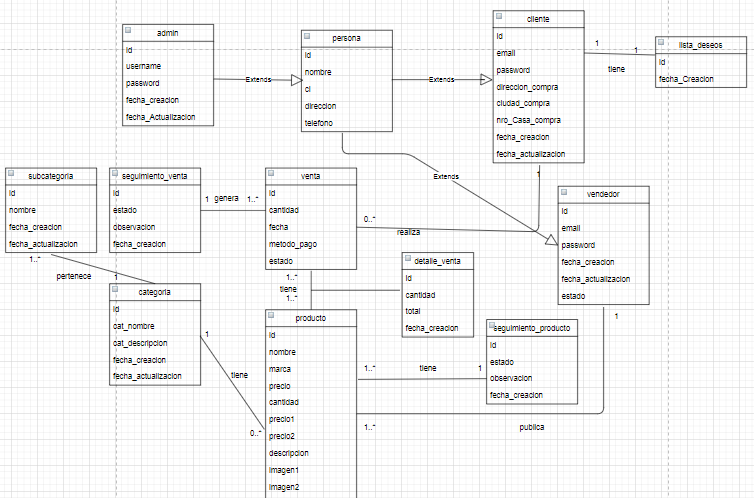 admin
id
username
password
fecha_creacion
fecha_Actualizacion
Extends
persona
id
nombre
ci
direccion
telefono
Extends
cliente
id
email
password
direccion_compra
ciudad_compra
nro_Casa_compra
fecha_creacion
fecha_actualizacion
1
1
tiene
lista_deseos
id
fecha_Creacion
subcategoria
id
nombre
fecha_creacion
fecha_actualizacion
seguimiento_venta
id
estado
observacion
fecha_creacion
1
genera
1..*
venta
id
cantidad
fecha
metodo_pago
estado
Extends
1
0..*
realiza
vendedor
id
email
password
fecha_creacion
fecha_actualizacion
estado
1..*
pertenece
1
categoria
id
cat_nombre
cat_descripcion
fecha_creacion
fecha_actualizacion
1..*
tiene
1..*
detalle_venta
id
cantidad
total
fecha_creacion
1
tiene
0..*
producto
id
nombre
marca
precio
cantidad
precio1
precio2
descripcion
imagen1
imagen2
1..*
tiene
1
seguimiento_producto
id
estado
observacion
fecha_creacion
1
1..*
publica